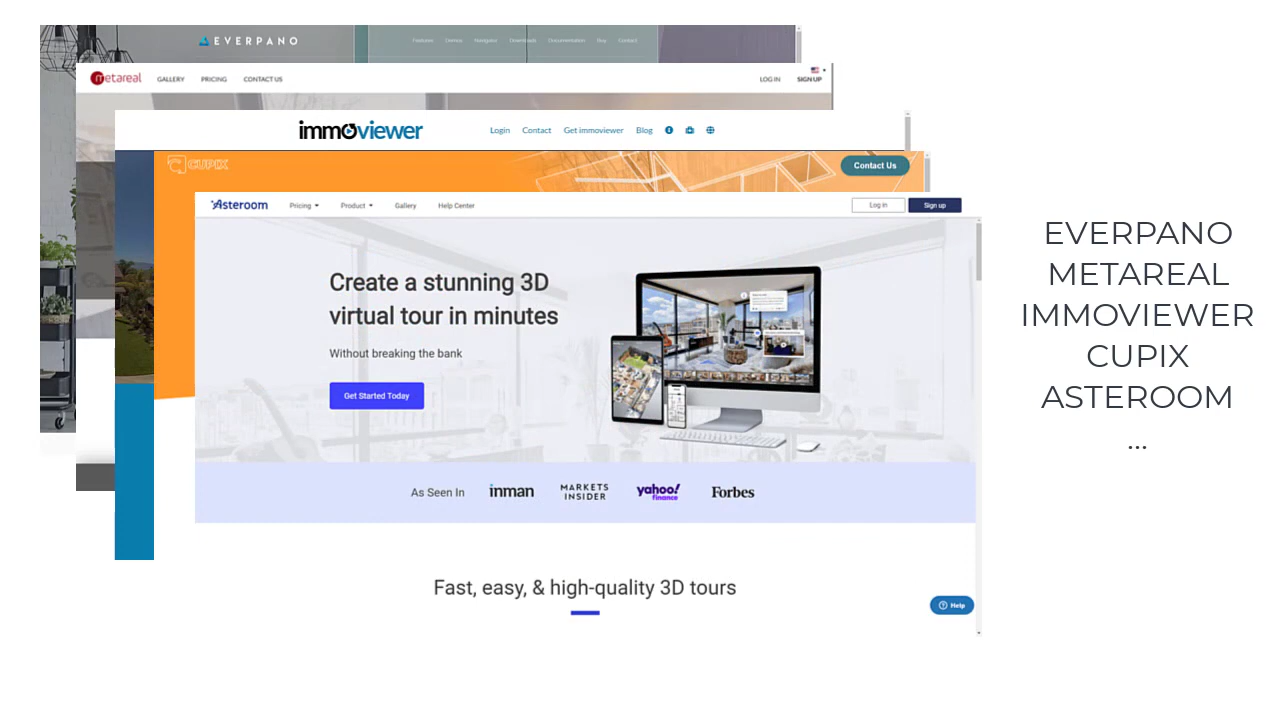 EVERPANO
Features Demos Navigator Downloads Documentation Buy Contact
metareal GALLERY PRICING CONTACT US LOG IN SIGN UP
immoviewer Login Contact Get immoviewer Blog
CUPIX Contact Us
Asteroom Pricing Product Gallery Help Center Log in Sign up
Create a stunning 3D
virtual tour in minutes
Without breaking the bank
Get Started Today
As Seen In inman MARKETS INSIDER yahoo! finance Forbes
Fast, easy, & high-quality 3D tours
Help
EVERPANO
METAREAL
IMMOVIEWER
CUPIX
ASTEROOM
...